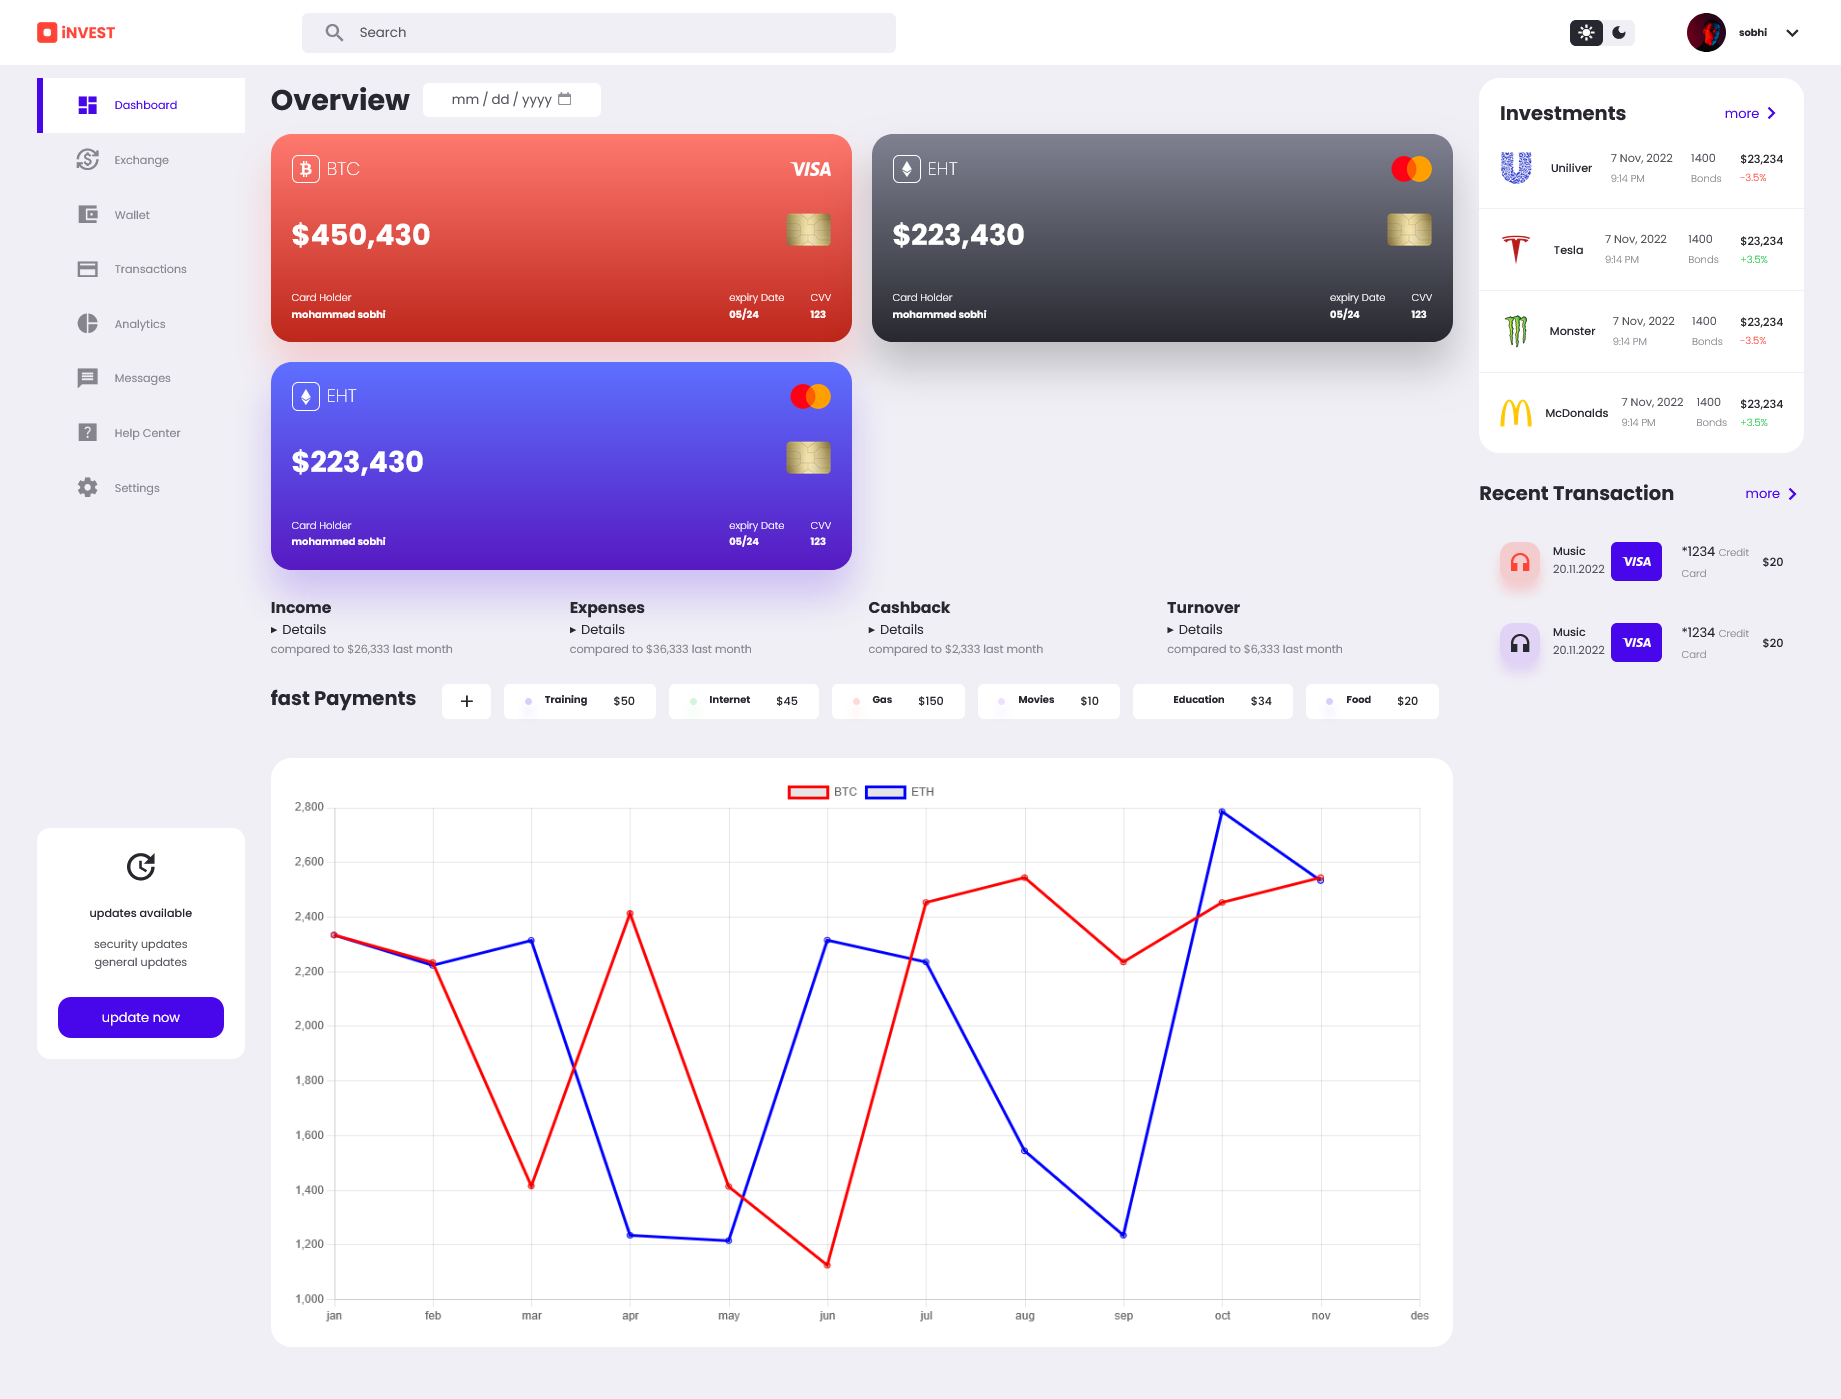 iNVEST
Search
sobhi
Dashboard
Exchange
Wallet
Transactions
Analytics
Messages
Help Center
Settings
updates available
security updates
general updates
update now
Overview
mm / dd / yyyy
BTC
VISA
$450,430
Card Holder
mohammed sobhi
expiry Date
05/24
CVV
123
EHT
$223,430
Card Holder
mohammed sobhi
expiry Date
05/24
CVV
123
EHT
$223,430
Card Holder
mohammed sobhi
expiry Date
05/24
CVV
123
Income
Details
compared to $26,333 last month
Expenses
Details
compared to $36,333 last month
Cashback
Details
compared to $2,333 last month
Turnover
Details
compared to $6,333 last month
fast Payments
+
Training $50
Internet $45
Gas $150
Movies $10
Education $34
Food $20
BTC ETH
2,800
2,600
2,400
2,200
2,000
1,800
1,600
1,400
1,200
1,000
jan feb mar apr may jun jul aug sep oct nov des
Investments
more
Uniliver
7 Nov, 2022
9:14 PM
1400
Bonds
$23,234
-3.5%
Tesla
7 Nov, 2022
9:14 PM
1400
Bonds
$23,234
+3.5%
Monster
7 Nov, 2022
9:14 PM
1400
Bonds
$23,234
-3.5%
McDonalds
7 Nov, 2022
9:14 PM
1400
Bonds
$23,234
+3.5%
Recent Transaction
more
Music
20.11.2022
VISA
*1234 Credit
Card
$20
Music
20.11.2022
VISA
*1234 Credit
Card
$20